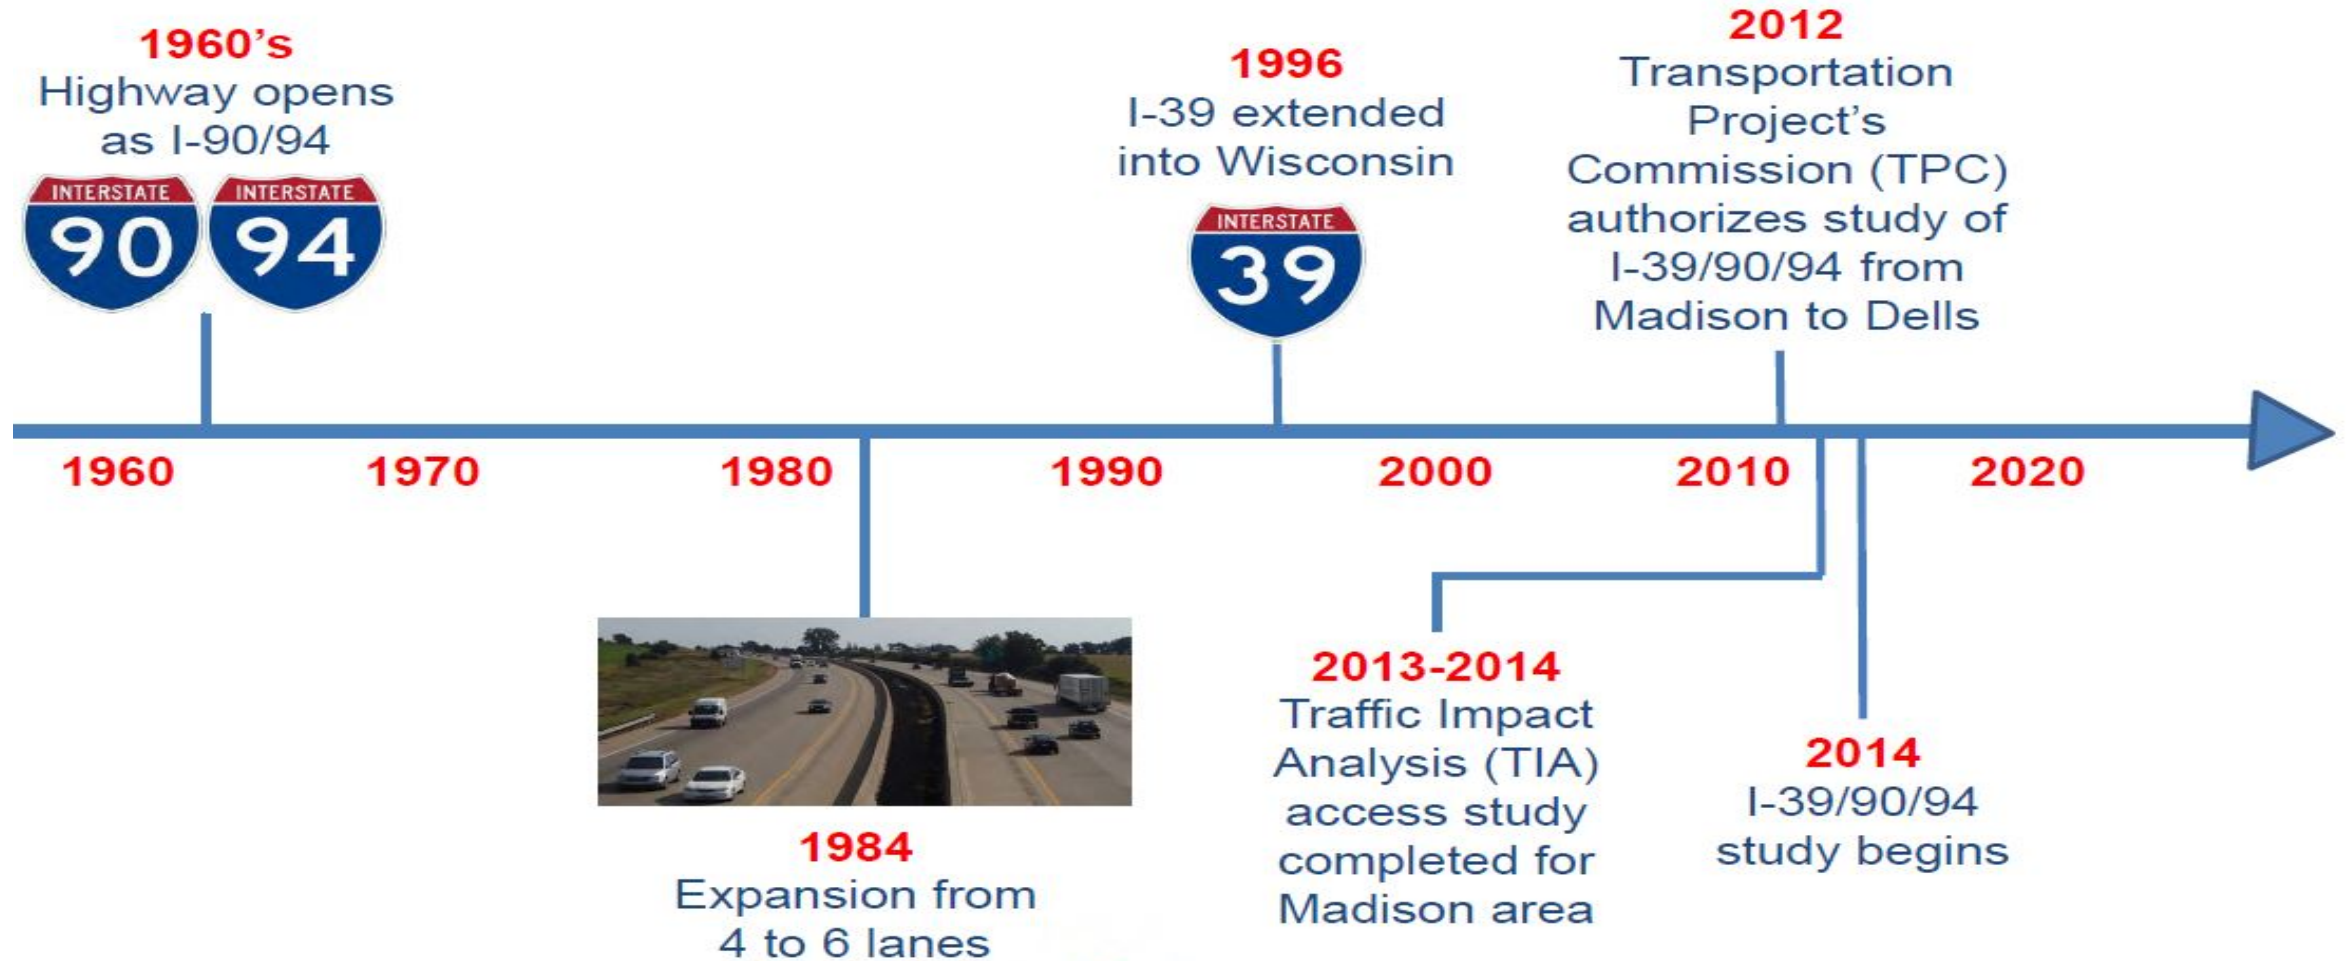 1960’s
Highway opens
as I-90/94
INTERSTATE
90
INTERSTATE
94
1996
I-39 extended
into Wisconsin
INTERSTATE
39
2012
Transportation
Project’s
Commission (TPC)
authorizes study of
I-39/90/94 from
Madison to Dells
1960 1970 1980 1990 2000 2010 2020
1984
Expansion from
4 to 6 lanes
2013-2014
Traffic Impact
Analysis (TIA)
access study
completed for
Madison area
2014
I-39/90/94
study begins